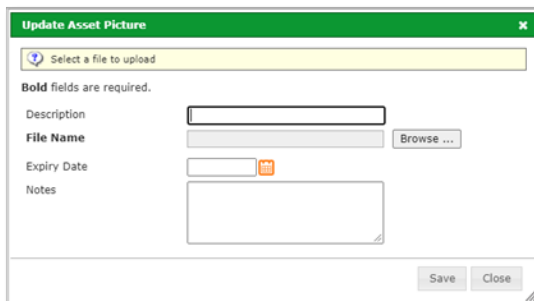 Update Asset Picture
Select a file to upload
Bold fields are required.
Description
File Name Browse ...
Expiry Date
Notes
Save Close